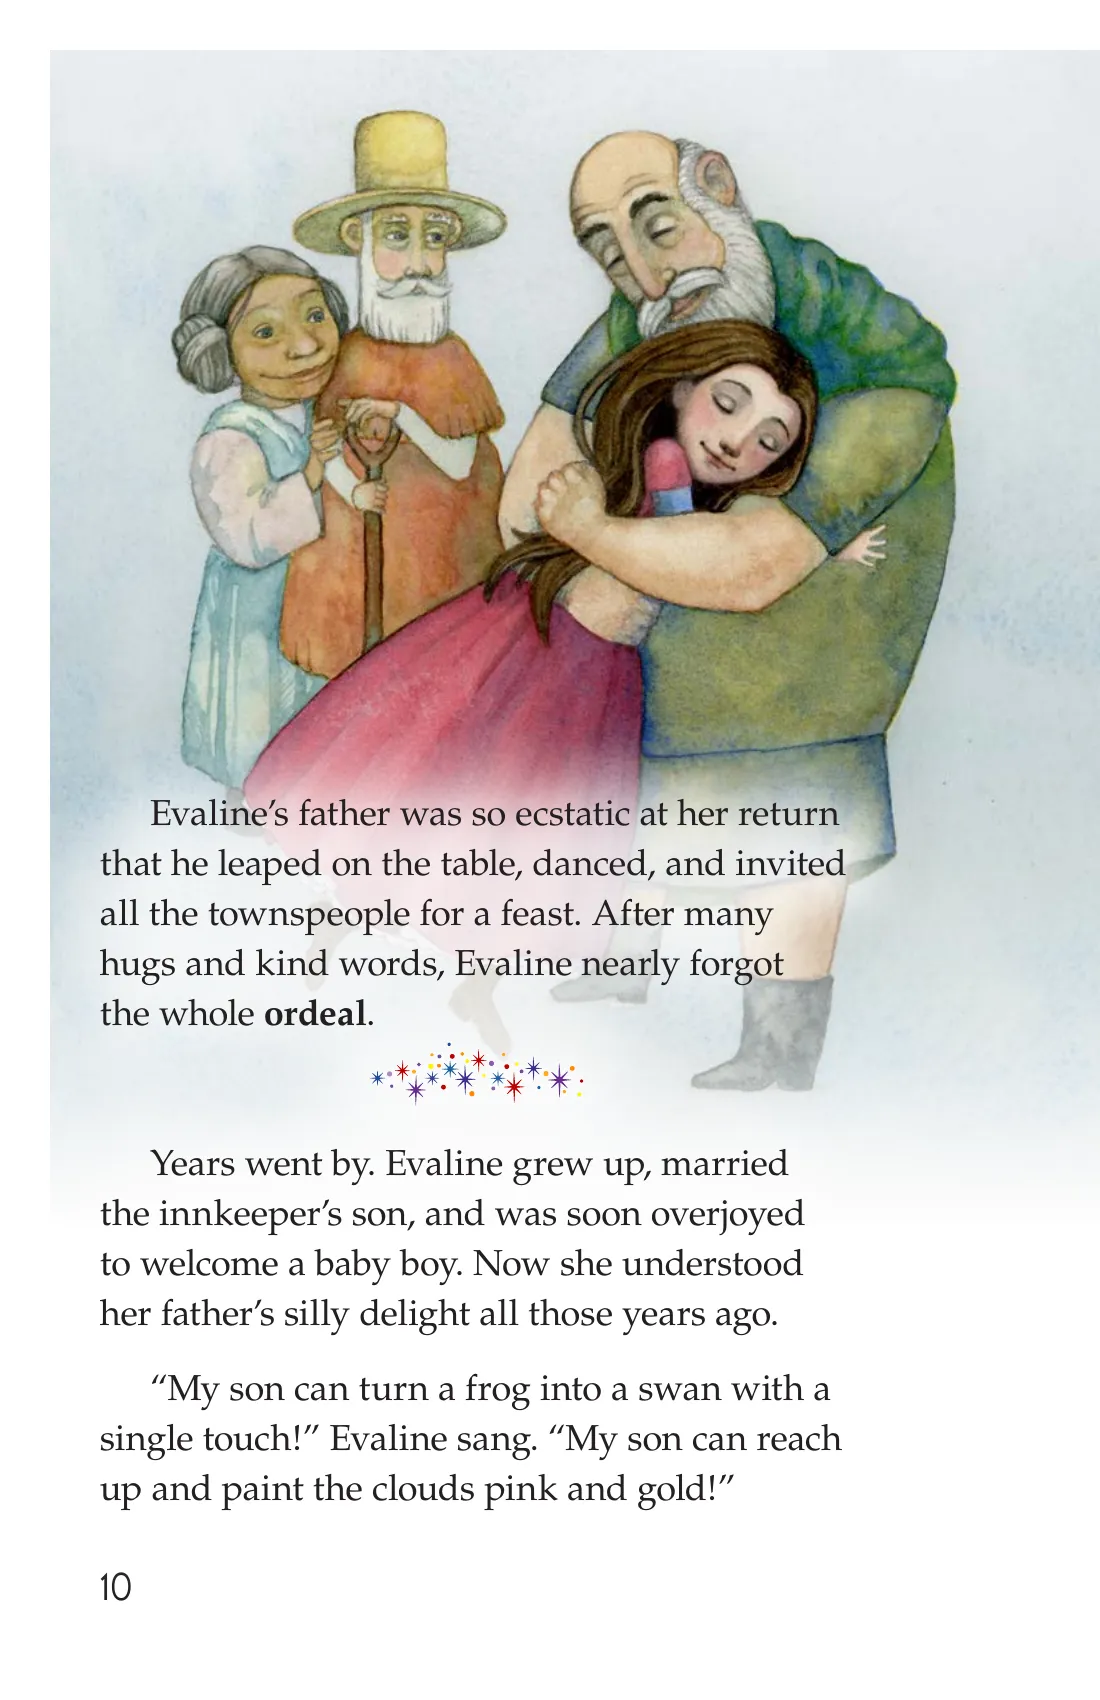 Evaline’s father was so ecstatic at her return
that he leaped on the table, danced, and invited
all the townspeople for a feast. After many
hugs and kind words, Evaline nearly forgot
the whole ordeal.
Years went by. Evaline grew up, married
the innkeeper’s son, and was soon overjoyed
to welcome a baby boy. Now she understood
her father’s silly delight all those years ago.
“My son can turn a frog into a swan with a
single touch!” Evaline sang. “My son can reach
up and paint the clouds pink and gold!”
10